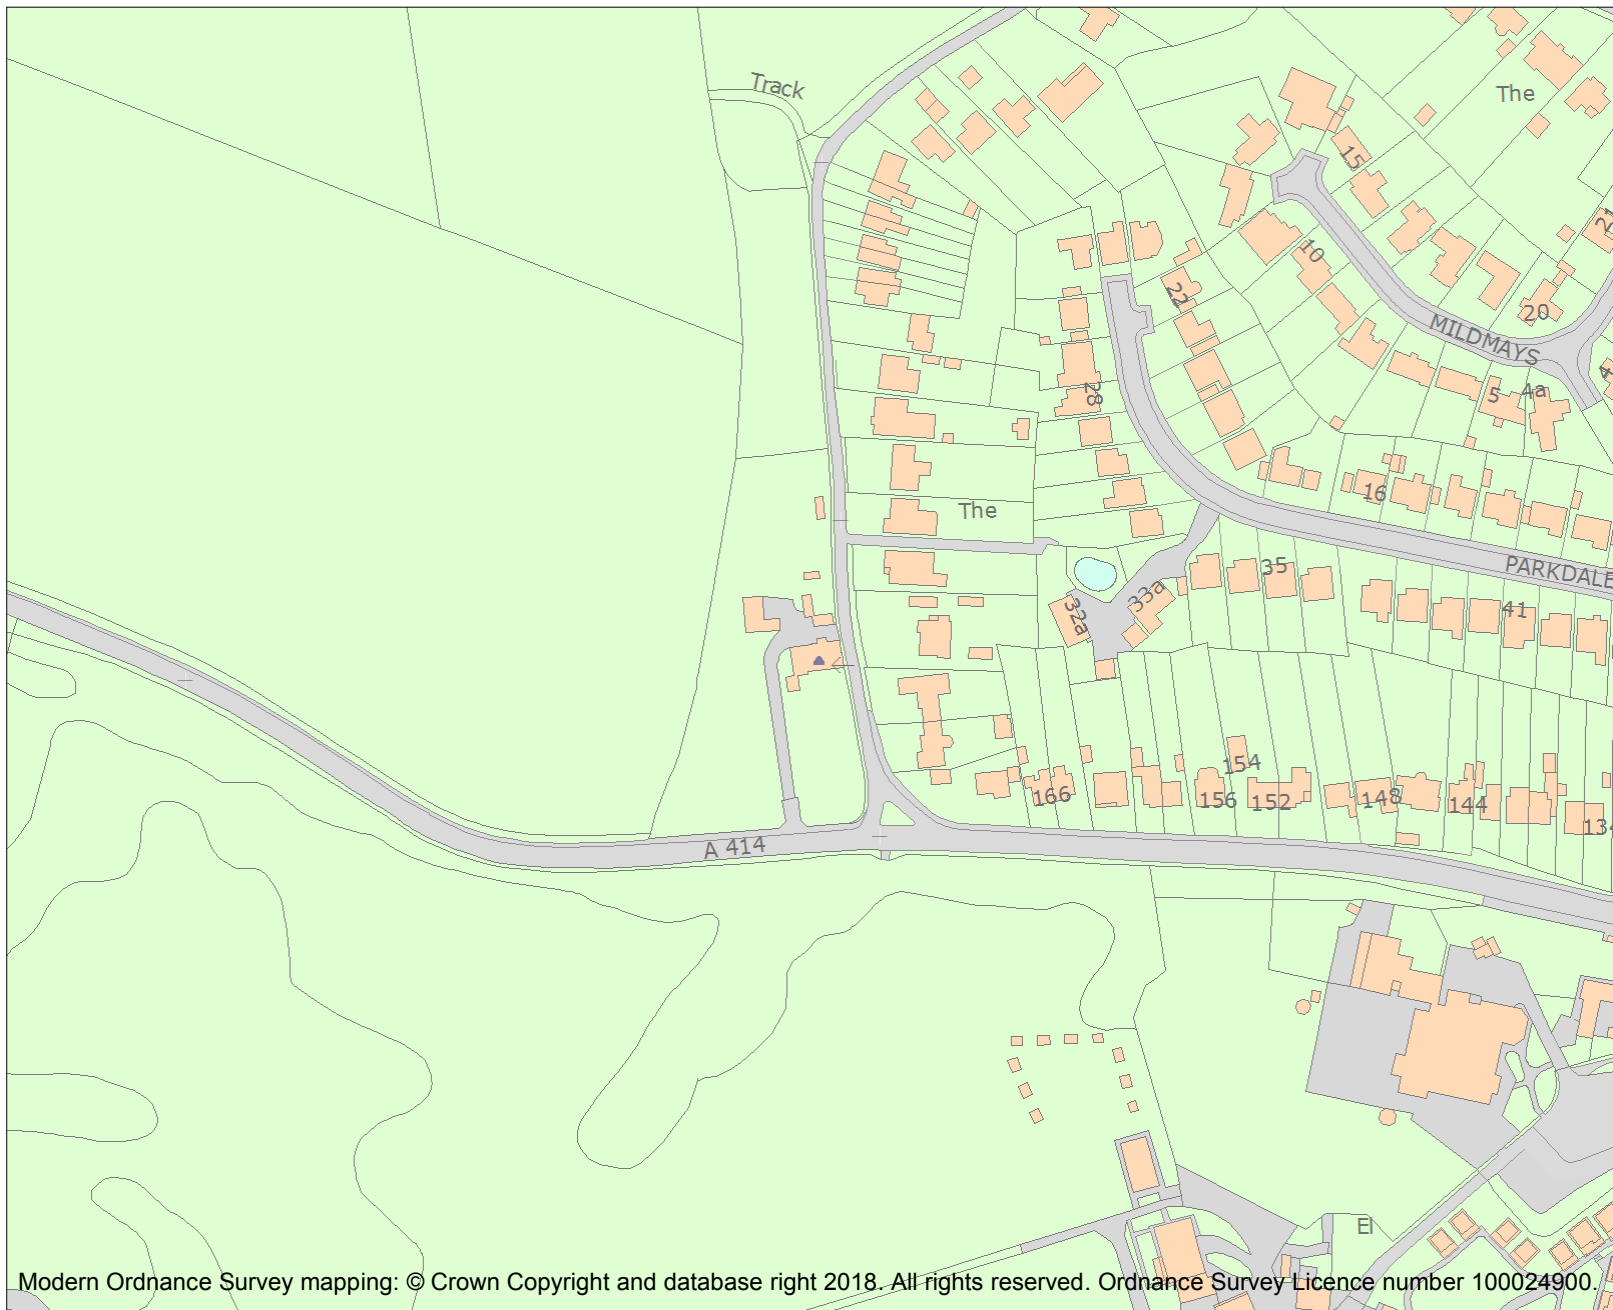 Track
The
15
21
10
22
20
MILDMAYS
28
5
4a
4
16
The
35
PARKDALE
33a
32a
41
154
166
156
152
148
144
134
A 414
El
Modern Ordnance Survey mapping: © Crown Copyright and database right 2018. All rights reserved. Ordnance Survey Licence number 100024900.